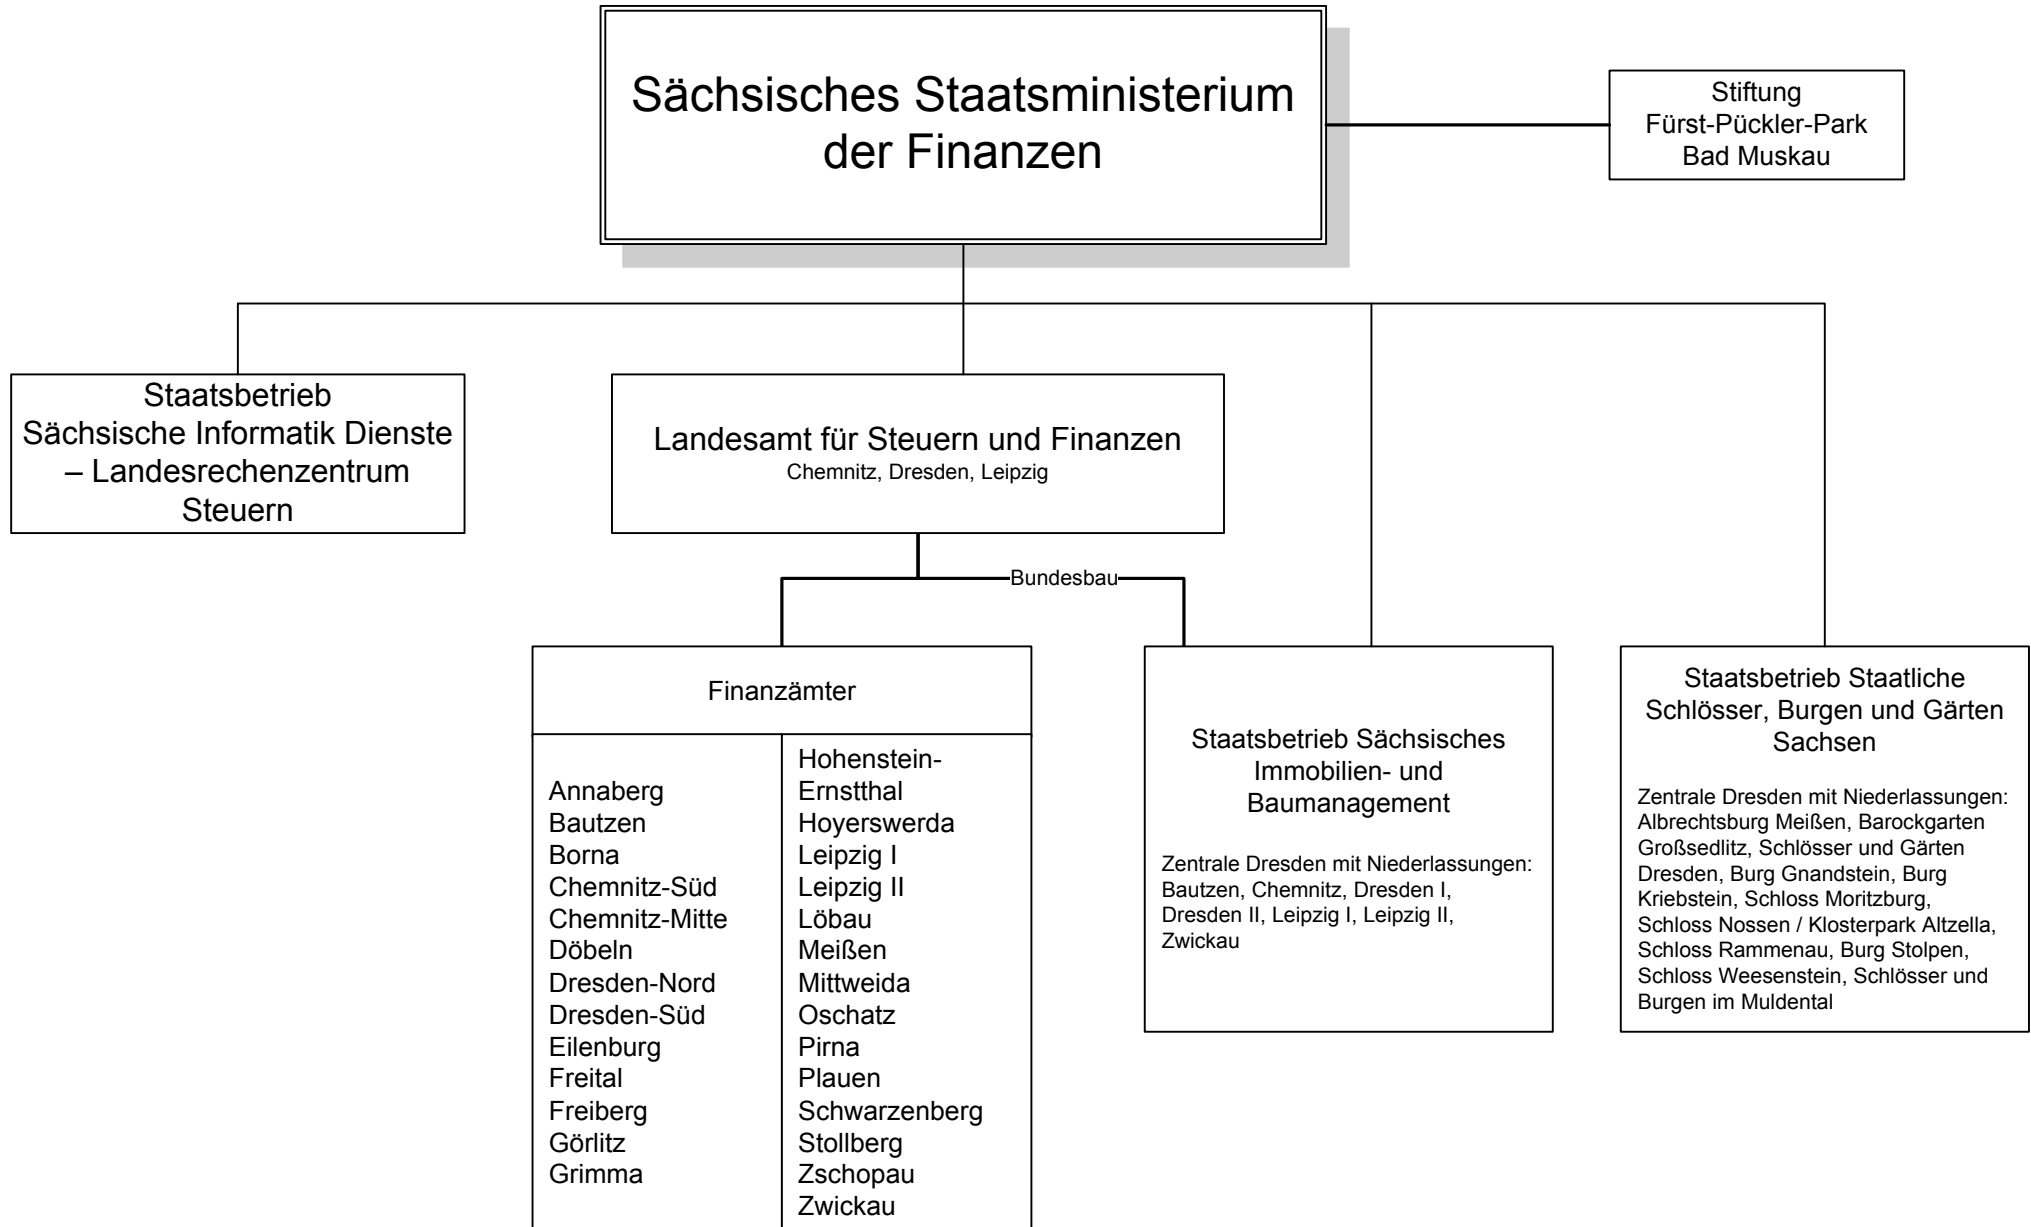 Sächsisches Staatsministerium
der Finanzen
Stiftung
Fürst-Pückler-Park
Bad Muskau
Staatsbetrieb
Sächsische Informatik Dienste
– Landesrechenzentrum
Steuern
Landesamt für Steuern und Finanzen
Chemnitz, Dresden, Leipzig
Bundesbau
Finanzämter
Annaberg
Bautzen
Borna
Chemnitz-Süd
Chemnitz-Mitte
Döbeln
Dresden-Nord
Dresden-Süd
Eilenburg
Freital
Freiberg
Görlitz
Grimma
Hohenstein-
Ernstthal
Hoyerswerda
Leipzig I
Leipzig II
Löbau
Meißen
Mittweida
Oschatz
Pirna
Plauen
Schwarzenberg
Stollberg
Zschopau
Zwickau
Staatsbetrieb Sächsisches
Immobilien- und
Baumanagement
Zentrale Dresden mit Niederlassungen:
Bautzen, Chemnitz, Dresden I,
Dresden II, Leipzig I, Leipzig II,
Zwickau
Staatsbetrieb Staatliche
Schlösser, Burgen und Gärten
Sachsen
Zentrale Dresden mit Niederlassungen:
Albrechtsburg Meißen, Barockgarten
Großsedlitz, Schlösser und Gärten
Dresden, Burg Gnandstein, Burg
Kriebstein, Schloss Moritzburg,
Schloss Nossen / Klosterpark Altzella,
Schloss Rammenau, Burg Stolpen,
Schloss Weesenstein, Schlösser und
Burgen im Muldental